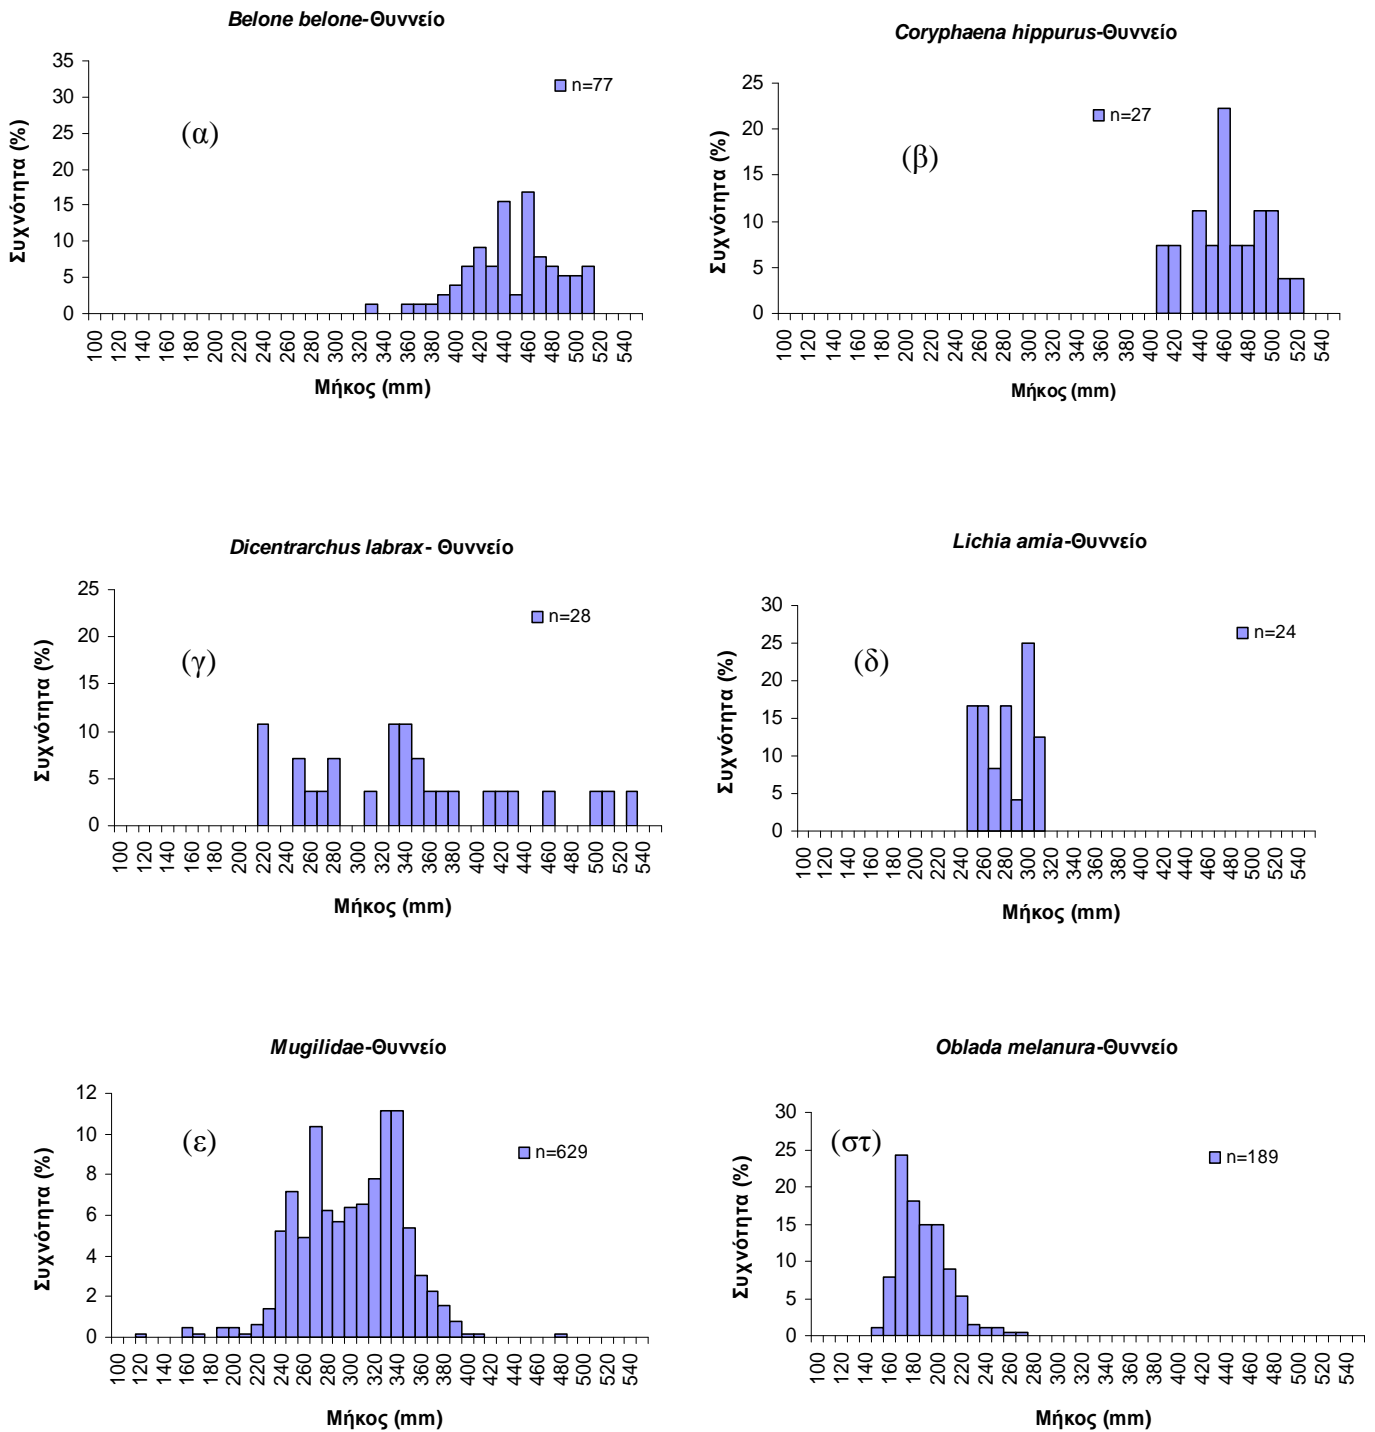 Belone belone-Θυννείο
35
30
25
20
15
10
5
0
Συχνότητα (%)
(α)
n=77
100 120 140 160 180 200 220 240 260 280 300 320 340 360 380 400 420 440 460 480 500 520 540
Μήκος (mm)
Coryphaena hippurus-Θυννείο
25
20
15
10
5
0
Συχνότητα (%)
(β)
n=27
100 120 140 160 180 200 220 240 260 280 300 320 340 360 380 400 420 440 460 480 500 520 540
Μήκος (mm)
Dicentrarchus labrax- Θυννείο
25
20
15
10
5
0
Συχνότητα (%)
(γ)
n=28
100 120 140 160 180 200 220 240 260 280 300 320 340 360 380 400 420 440 460 480 500 520 540
Μήκος (mm)
Lichia amia-Θυννείο
30
25
20
15
10
5
0
Συχνότητα (%)
(δ)
n=24
100 120 140 160 180 200 220 240 260 280 300 320 340 360 380 400 420 440 460 480 500 520 540
Μήκος (mm)
Mugilidae-Θυννείο
12
10
8
6
4
2
0
Συχνότητα (%)
(ε)
n=629
100 120 140 160 180 200 220 240 260 280 300 320 340 360 380 400 420 440 460 480 500 520 540
Μήκος (mm)
Oblada melanura-Θυννείο
30
25
20
15
10
5
0
Συχνότητα (%)
(στ)
n=189
100 120 140 160 180 200 220 240 260 280 300 320 340 360 380 400 420 440 460 480 500 520 540
Μήκος (mm)